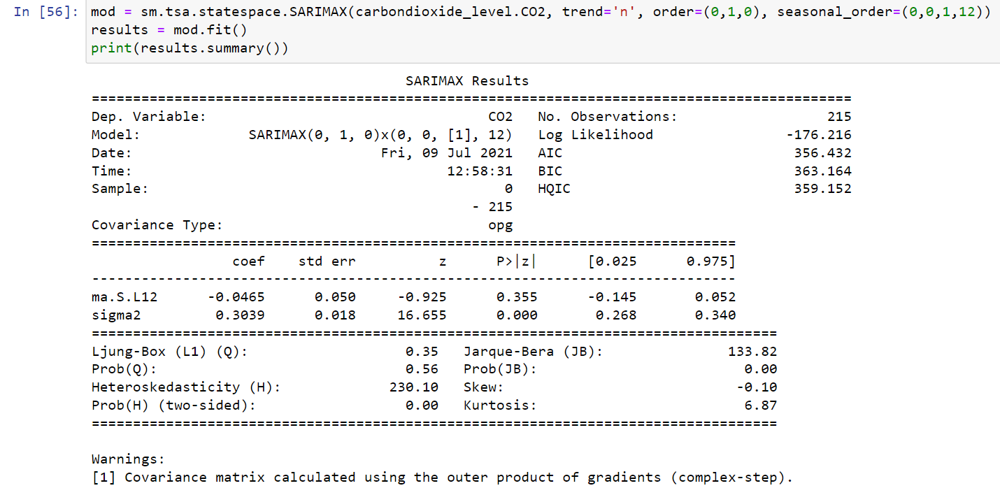 In [56]: mod = sm.tsa.statespace.SARIMAX(carbondioxide_level.CO2, trend='n', order=(0,1,0), seasonal_order=(0,0,1,12))
results = mod.fit()
print(results.summary())
SARIMAX Results
==========================================================================================
Dep. Variable: CO2 No. Observations: 215
Model: SARIMAX(0, 1, 0)x(0, 0, [1], 12) Log Likelihood -176.216
Date: Fri, 09 Jul 2021 AIC 356.432
Time: 12:58:31 BIC 363.164
Sample: 0 HQIC 359.152
- 215
Covariance Type: opg
==============================================================================
coef std err z P>|z| [0.025 0.975]
------------------------------------------------------------------------------
ma.S.L12 -0.0465 0.050 -0.925 0.355 -0.145 0.052
sigma2 0.3039 0.018 16.655 0.000 0.268 0.340
===================================================================================
Ljung-Box (L1) (Q): 0.35 Jarque-Bera (JB): 133.82
Prob(Q): 0.56 Prob(JB): 0.00
Heteroskedasticity (H): 230.10 Skew: -0.10
Prob(H) (two-sided): 0.00 Kurtosis: 6.87
===================================================================================
Warnings:
[1] Covariance matrix calculated using the outer product of gradients (complex-step).